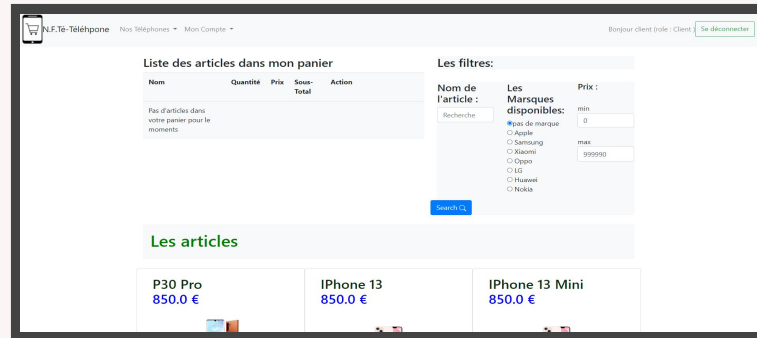 N.F.Té-Téléhpone Nos Téléphones Mon Compte Bonjour client (role : Client ) Se déconnecter
Liste des articles dans mon panier
Nom Quantité Prix Sous-Total Action
Pas d'articles dans
votre panier pour le
moments
Les filtres:
Nom de
l'article :
Recherche
Les
Marsques
disponibles:
pas de marque
Apple
Samsung
Xiaomi
Oppo
LG
Huawei
Nokia
Prix :
min
0
max
999990
Search
Les articles
P30 Pro
850.0 €
IPhone 13
850.0 €
IPhone 13 Mini
850.0 €